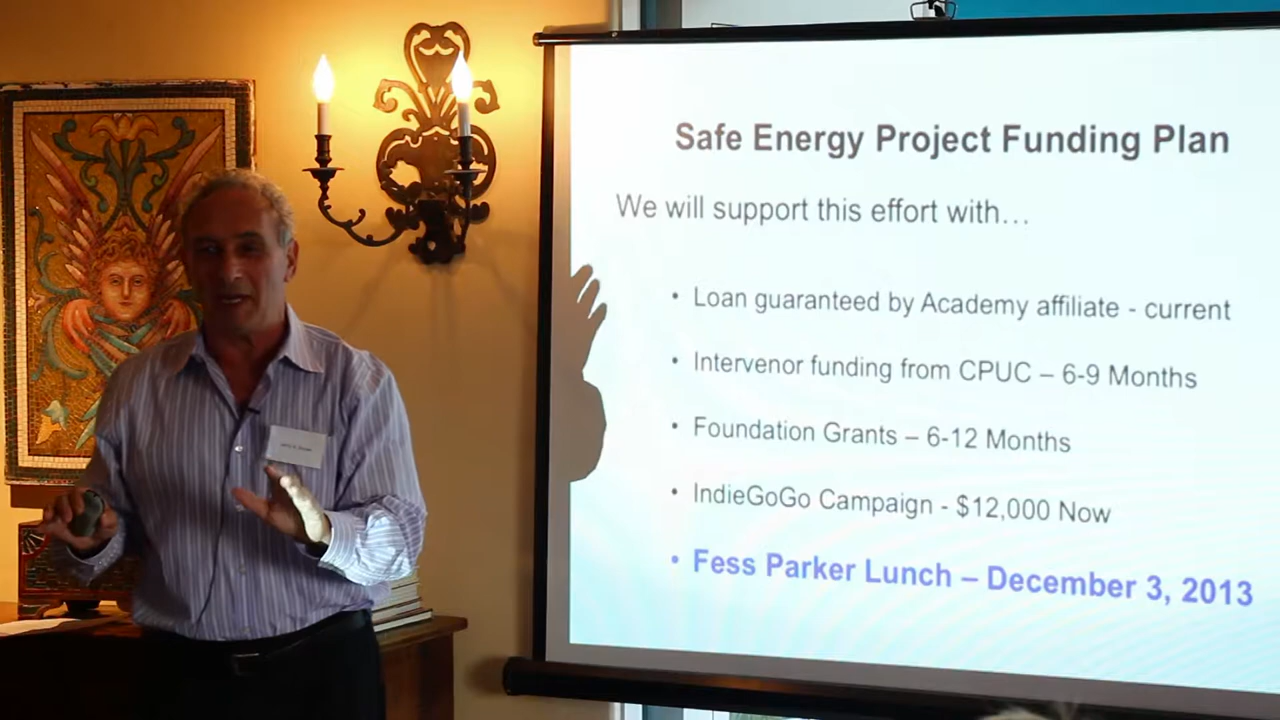 Safe Energy Project Funding Plan
We will support this effort with…
• Loan guaranteed by Academy affiliate - current
• Intervenor funding from CPUC – 6-9 Months
• Foundation Grants – 6-12 Months
• IndieGoGo Campaign - $12,000 Now
• Fess Parker Lunch – December 3, 2013